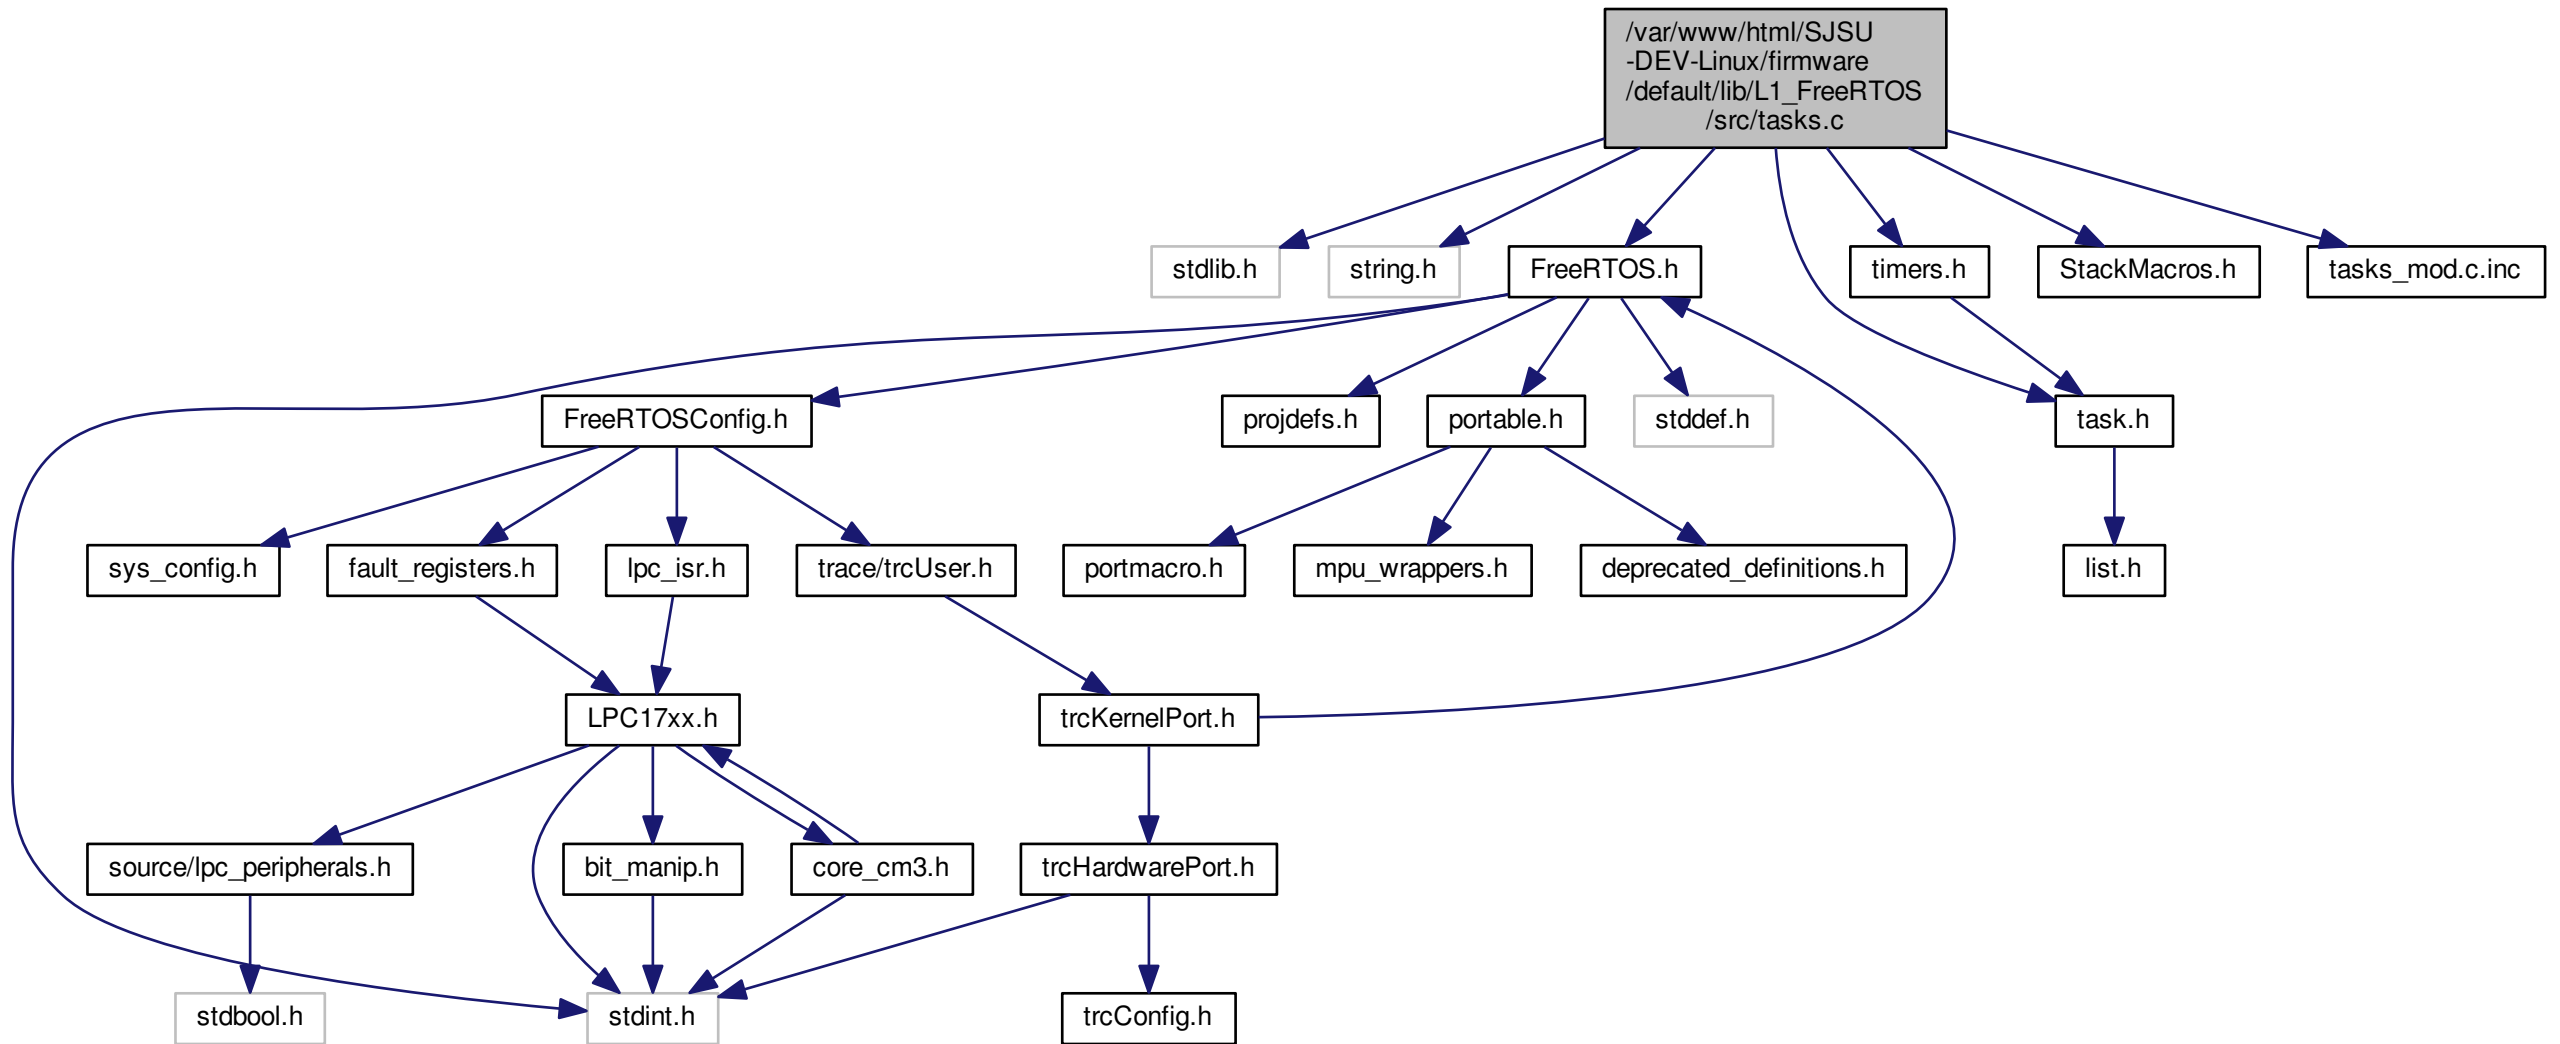 /var/www/html/SJSU
-DEV-Linux/firmware
/default/lib/L1_FreeRTOS
/src/tasks.c
stdlib.h
string.h
FreeRTOS.h
timers.h
StackMacros.h
tasks_mod.c.inc
FreeRTOSConfig.h
projdefs.h
portable.h
stddef.h
task.h
sys_config.h
fault_registers.h
lpc_isr.h
trace/trcUser.h
portmacro.h
mpu_wrappers.h
deprecated_definitions.h
list.h
LPC17xx.h
trcKernelPort.h
source/lpc_peripherals.h
bit_manip.h
core_cm3.h
trcHardwarePort.h
stdbool.h
stdint.h
trcConfig.h